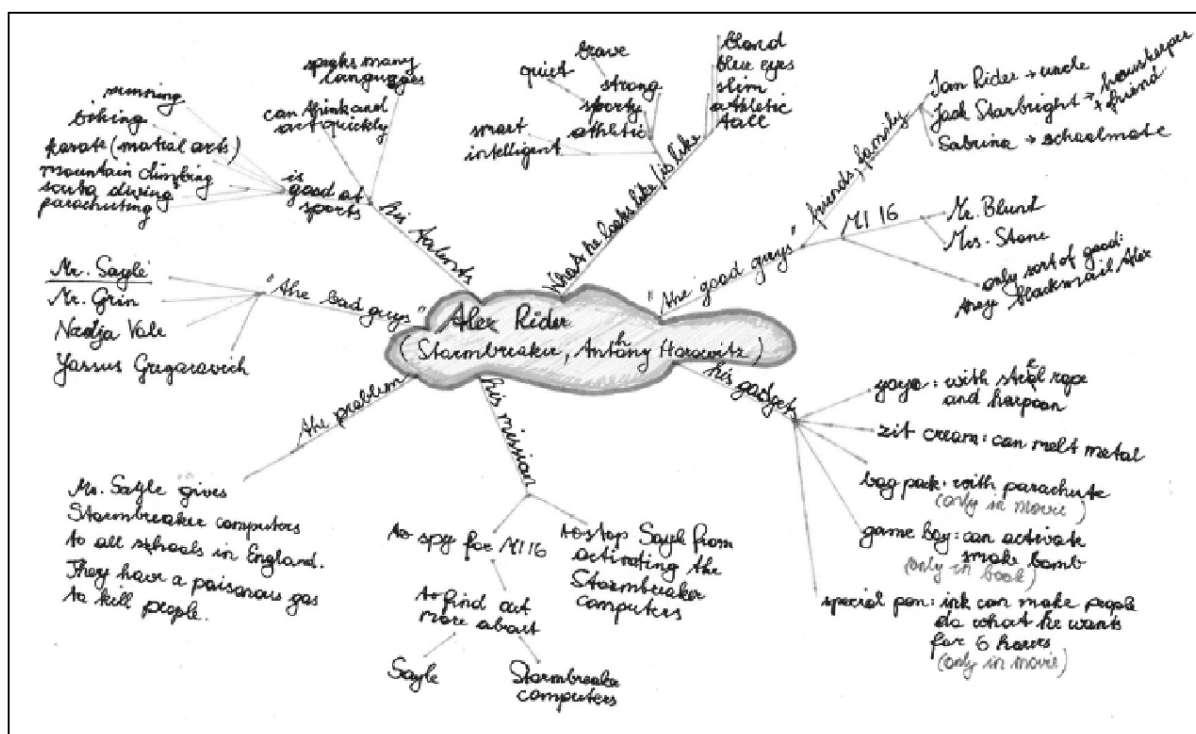 Alex Rider
(Stormbreaker, Anthony Horowitz)
his talents
speaks many
languages
can think and
act quickly
is
good at
sports
running
biking
karate (matial arts)
mountain climbing
scuba diving
parachuting
What he looks like / is like
brave
quiet
strong
sporty
athletic
smart
intelligent
blond
blue eyes
slim
athletic
tall
"the good guys"
friends, family
Ian Rider → uncle
Jack Starbright → houskeeper
+ friend
Sabrina → schoolmate
MI 16
Mr. Blunt
Mrs. Stone
only sort of good:
they blackmail Alex
his gadgets
yoyo: with steel rope
and harpoon
zit cream: can melt metal
bag pack: with parachute
(only in movie)
game boy: can activate
smoke bomb
(only in book)
special pen: ink can make people
do what he wants
for 6 hours
(only in movie)
his mission
to spy for MI 16
to find out
more about
Sayle
Stormbreaker
computers
to stop Sayle from
activating the
Stormbreaker
computers
the problem
Mr. Sayle gives
Stormbreaker computers
to all schools in England.
They have a poisonous gas
to kill people.
"the bad guys"
Mr. Sayle
Mr. Grin
Nadja Vole
Yassus Gregorovich